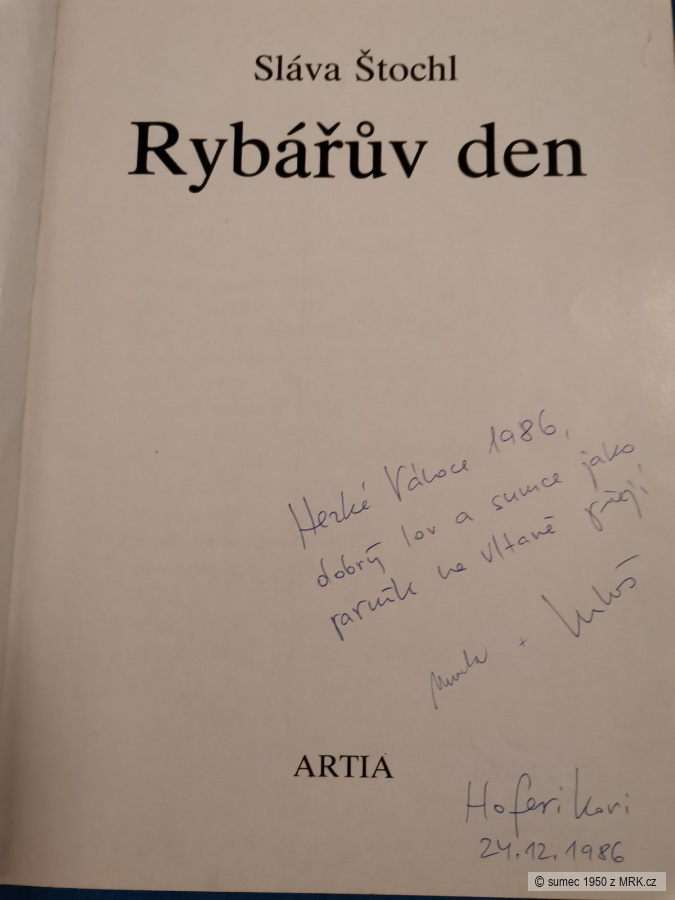 Sláva Štochl
Rybářův den
Hezké Vánoce 1986,
dobrý lov a sumce jako
parník na Vltavě přejí
+ Luboš
ARTIA
Hoferikovi
24.12.1986
© sumec 1950 z MRK.cz